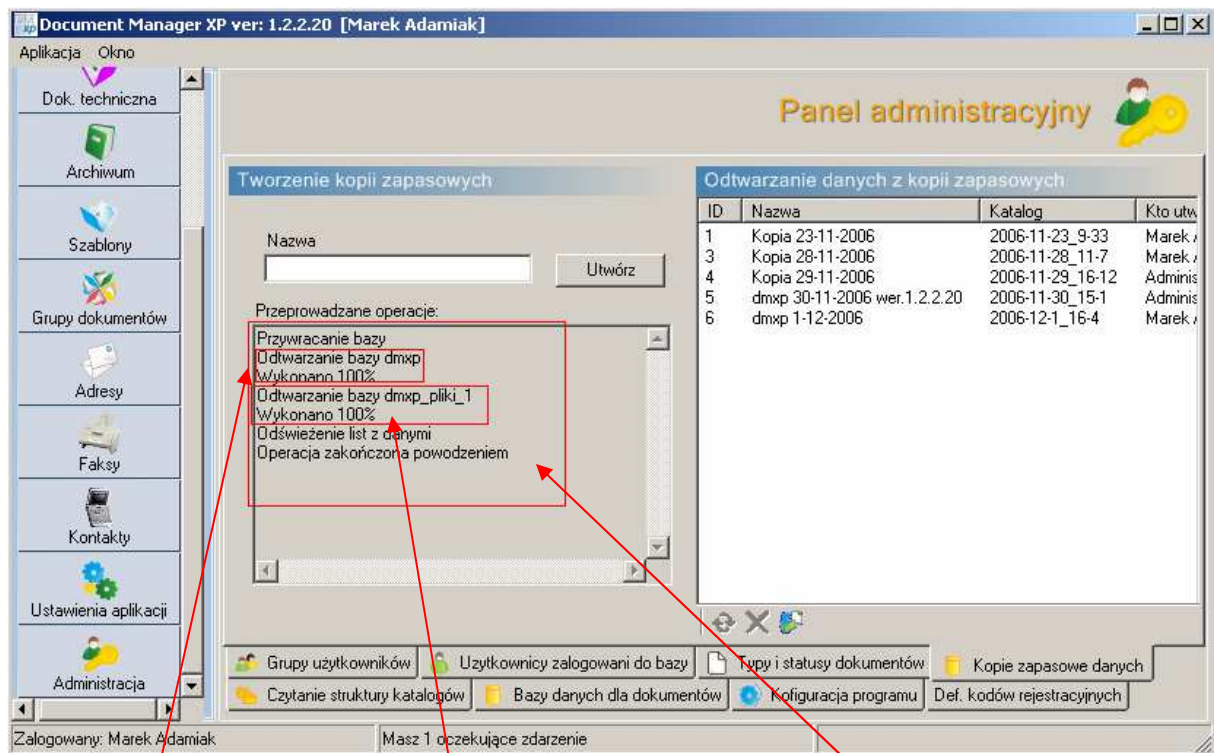 Document Manager XP ver: 1.2.2.20 [Marek Adamiak]
Aplikacja Okno
Dok. techniczna
Archiwum
Szablony
Grupy dokumentów
Adresy
Faksy
Kontakty
Ustawienia aplikacji
Administracja
Panel administracyjny
Tworzenie kopii zapasowych
Nazwa
Utwórz
Przeprowadzane operacje:
Przywracanie bazy
Odtwarzanie bazy dmxp
Wykonano 100%
Odtwarzanie bazy dmxp_pliki_1
Wykonano 100%
Odświeżenie list z danymi
Operacja zakończona powodzeniem
Odtwarzanie danych z kopii zapasowych
ID Nazwa Katalog Kto utw
1 Kopia 23-11-2006 2006-11-23_9-33 Marek
3 Kopia 28-11-2006 2006-11-28_11-7 Marek
4 Kopia 29-11-2006 2006-11-29_16-12 Adminis
5 dmxp 30-11-2006 wer.1.2.2.20 2006-11-30_15-1 Adminis
6 dmxp 1-12-2006 2006-12-1_16-4 Marek
Grupy użytkowników Uzytkownicy zalogowani do bazy Typy i statusy dokumentów Kopie zapasowe danych
Czytanie struktury katalogów Bazy danych dla dokumentów Kofiguracja programu Def. kodów rejestracyjnych
Zalogowany: Marek Adamiak Masz 1 oczekujące zdarzenie